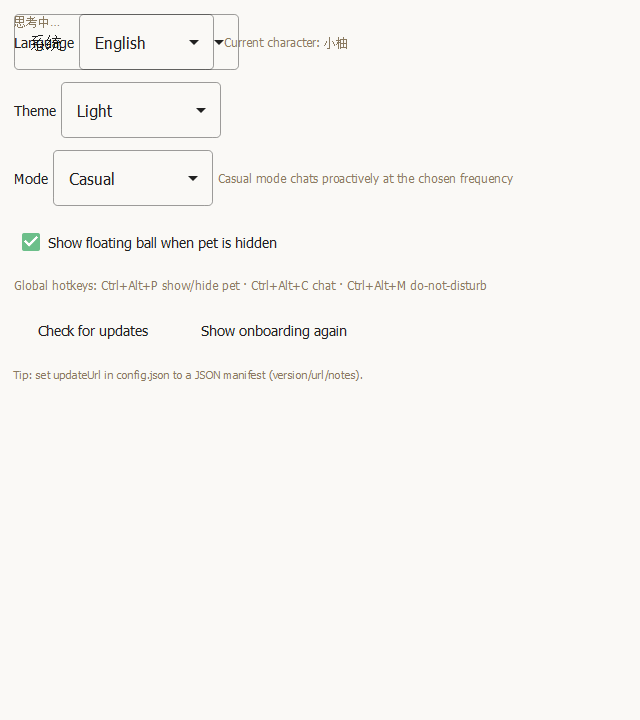 思考中...
Language 系统 English Current character: 小柚
Theme Light
Mode Casual Casual mode chats proactively at the chosen frequency
Show floating ball when pet is hidden
Global hotkeys: Ctrl+Alt+P show/hide pet · Ctrl+Alt+C chat · Ctrl+Alt+M do-not-disturb
Check for updates Show onboarding again
Tip: set updateUrl in config.json to a JSON manifest (version/url/notes).